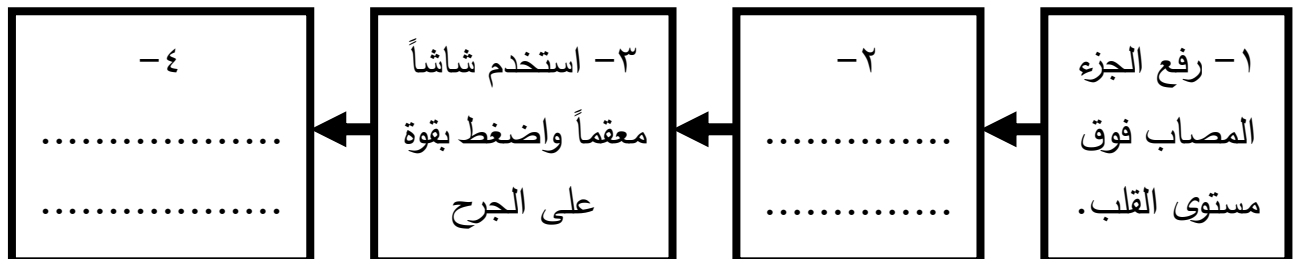 ١- رفع الجزء
المصاب فوق
مستوى القلب.
٢-
..............
..............
٣- استخدم شاشاً
معقماً واضغط بقوة
على الجرح
٤-
..................
..................